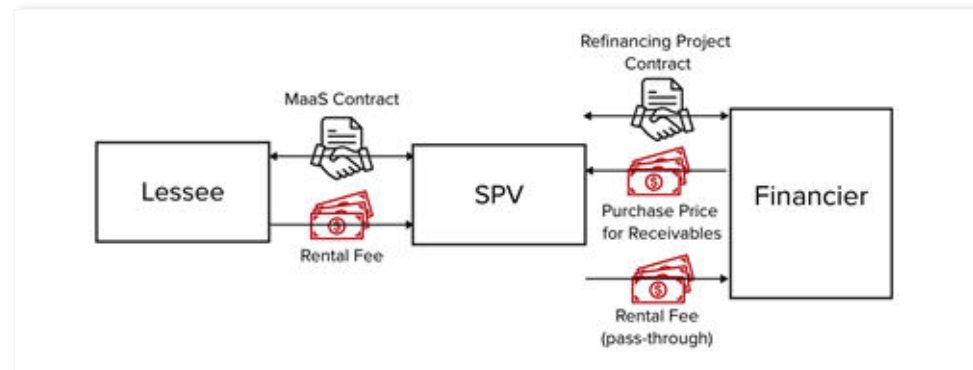 Refinancing Project
Contract
MaaS Contract
Lessee
SPV
Financier
Purchase Price
for Receivables
Rental Fee
Rental Fee
(pass-through)